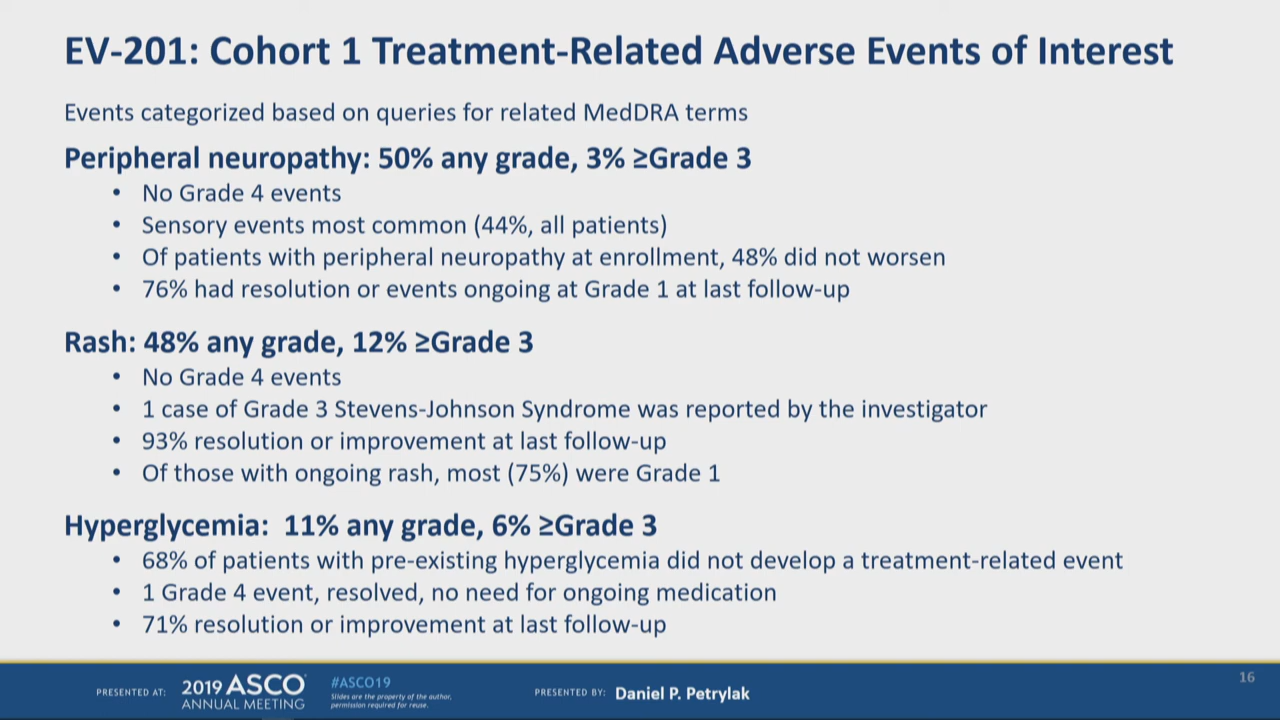 EV-201: Cohort 1 Treatment-Related Adverse Events of Interest
Events categorized based on queries for related MedDRA terms
Peripheral neuropathy: 50% any grade, 3% ≥Grade 3
• No Grade 4 events
• Sensory events most common (44%, all patients)
• Of patients with peripheral neuropathy at enrollment, 48% did not worsen
• 76% had resolution or events ongoing at Grade 1 at last follow-up
Rash: 48% any grade, 12% ≥Grade 3
• No Grade 4 events
• 1 case of Grade 3 Stevens-Johnson Syndrome was reported by the investigator
• 93% resolution or improvement at last follow-up
• Of those with ongoing rash, most (75%) were Grade 1
Hyperglycemia: 11% any grade, 6% ≥Grade 3
• 68% of patients with pre-existing hyperglycemia did not develop a treatment-related event
• 1 Grade 4 event, resolved, no need for ongoing medication
• 71% resolution or improvement at last follow-up
PRESENTED AT: 2019 ASCO
ANNUAL MEETING
#ASCO19
Slides are the property of the author,
permission required for reuse.
PRESENTED BY: Daniel P. Petrylak
16